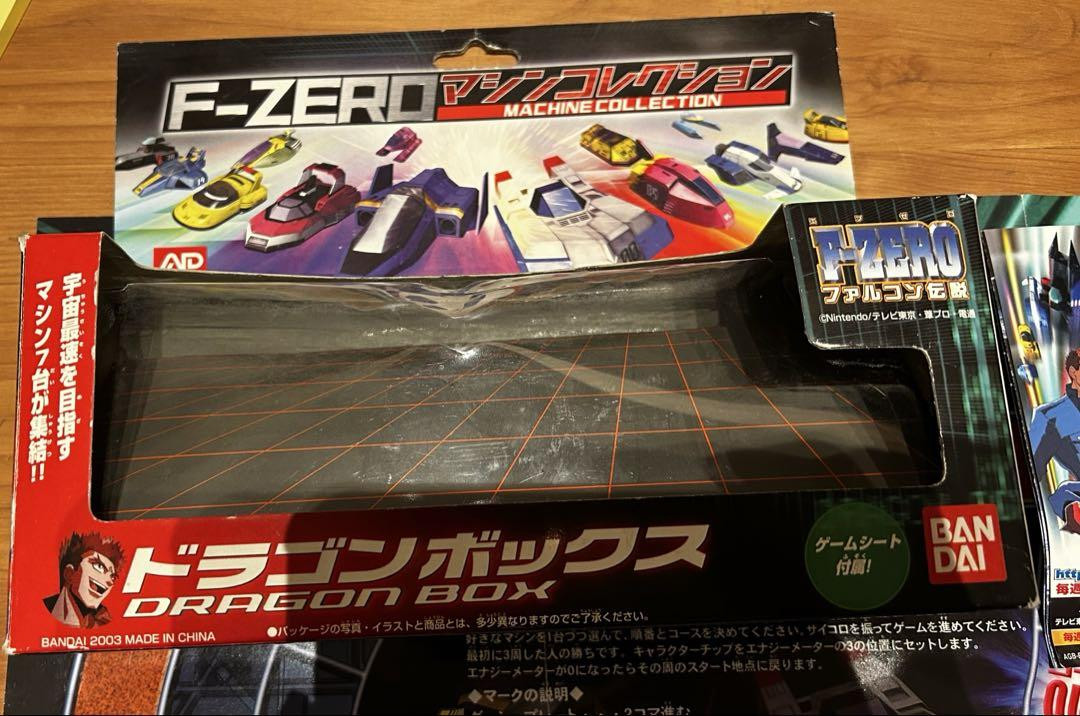 F-ZERO マシンコレクション
MACHINE COLLECTION
AD
F-ZERO
ファルコン伝説
©Nintendo/テレビ東京・葦プロ・電通
宇宙最速を目指す
マシン7台が集結!!
ドラゴンボックス
DRAGON BOX
ゲームシート
付属!
BAN
DAI
BANDAI 2003 MADE IN CHINA
●パッケージの写真・イラストと商品とは、多少異なりますのでご了承ください。
好きなマシンを1台づつ選んで、順番とコースを決めてください。サイコロを振ってゲームを進めてください。
最初に3周した人の勝ちです。キャラクターチップをエナジーメーターの3の位置にセットします。
エナジーメーターが0になったらその周のスタート地点に戻ります。
◆マークの説明◆
http
毎週